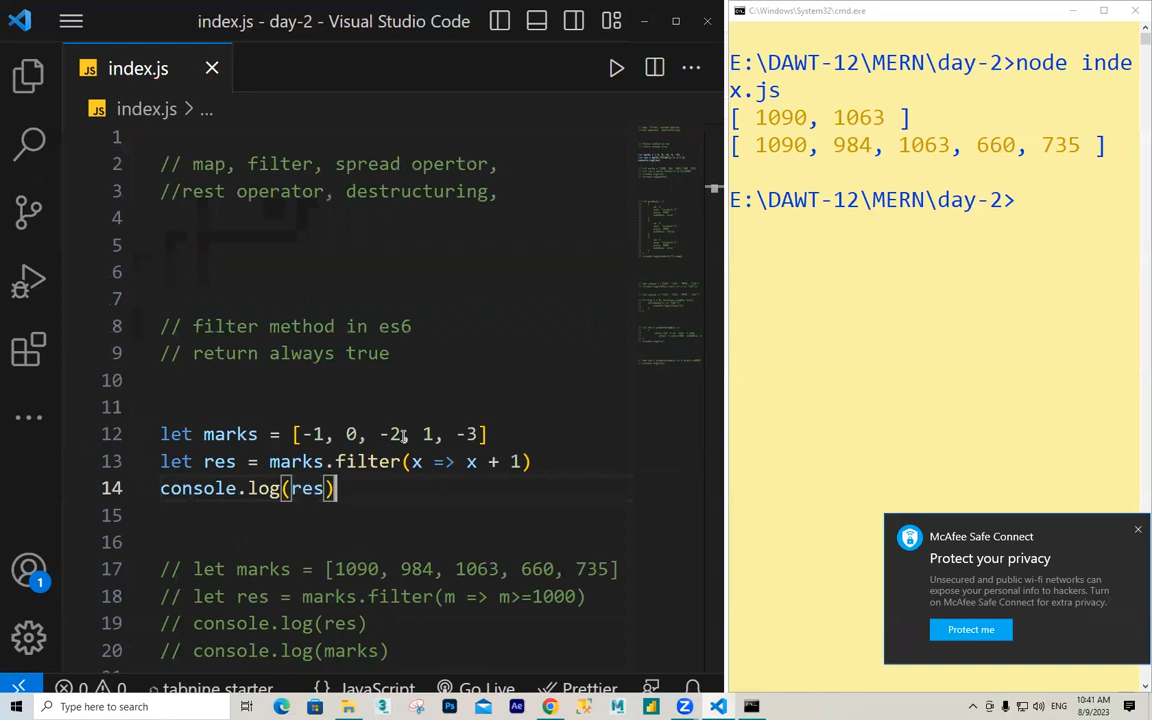 index.js - day-2 - Visual Studio Code
index.js
index.js > ...
1
2 // map, filter, spread opertor,
3 //rest operator, destructuring,
4
5
6
7
8 // filter method in es6
9 // return always true
10
11
12 let marks = [-1, 0, -2, 1, -3]
13 let res = marks.filter(x => x + 1)
14 console.log(res)
15
16
17 // let marks = [1090, 984, 1063, 660, 735]
18 // let res = marks.filter(m => m>=1000)
19 // console.log(res)
20 // console.log(marks)
1
0 0 tabnine starter {} JavaScript Go Live Prettier
C:\Windows\System32\cmd.exe
E:\DAWT-12\MERN\day-2>node inde
x.js
[ 1090, 1063 ]
[ 1090, 984, 1063, 660, 735 ]
E:\DAWT-12\MERN\day-2>
McAfee Safe Connect
Protect your privacy
Unsecured and public wi-fi networks can
expose your personal info to hackers. Turn
on McAfee Safe Connect for extra privacy.
Protect me
Type here to search
ENG
10:41 AM
8/9/2023